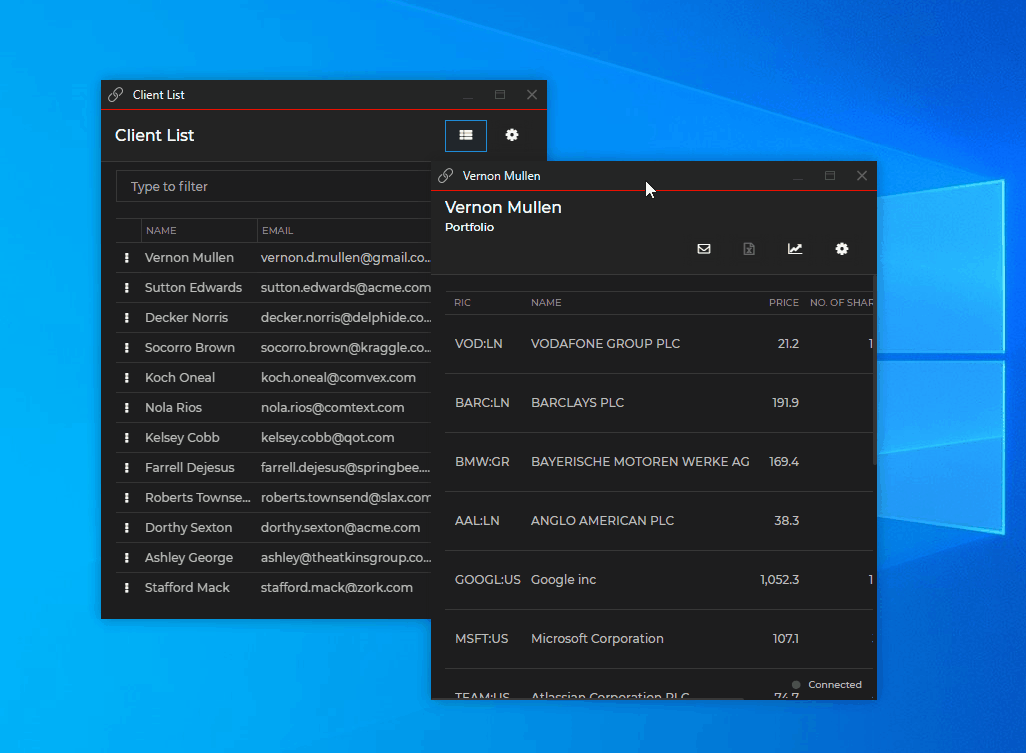 Client List
Client List
Type to filter
NAME EMAIL
Vernon Mullen vernon.d.mullen@gmail.co...
Sutton Edwards sutton.edwards@acme.com
Decker Norris decker.norris@delphide.co...
Socorro Brown socorro.brown@kraggle.co...
Koch Oneal koch.oneal@comvex.com
Nola Rios nola.rios@comtext.com
Kelsey Cobb kelsey.cobb@qot.com
Farrell Dejesus farrell.dejesus@springbee....
Roberts Townse... roberts.townsend@slax.com
Dorthy Sexton dorthy.sexton@acme.com
Ashley George ashley@theatkinsgroup.co...
Stafford Mack stafford.mack@zork.com
Vernon Mullen
Vernon Mullen
Portfolio
RIC NAME PRICE NO. OF SHAR
VOD:LN VODAFONE GROUP PLC 21.2 1
BARC:LN BARCLAYS PLC 191.9
BMW:GR BAYERISCHE MOTOREN WERKE AG 169.4
AAL:LN ANGLO AMERICAN PLC 38.3
GOOGL:US Google inc 1,052.3 1
MSFT:US Microsoft Corporation 107.1
TEAM:US Atlassian Corporation PLC 74.7
Connected